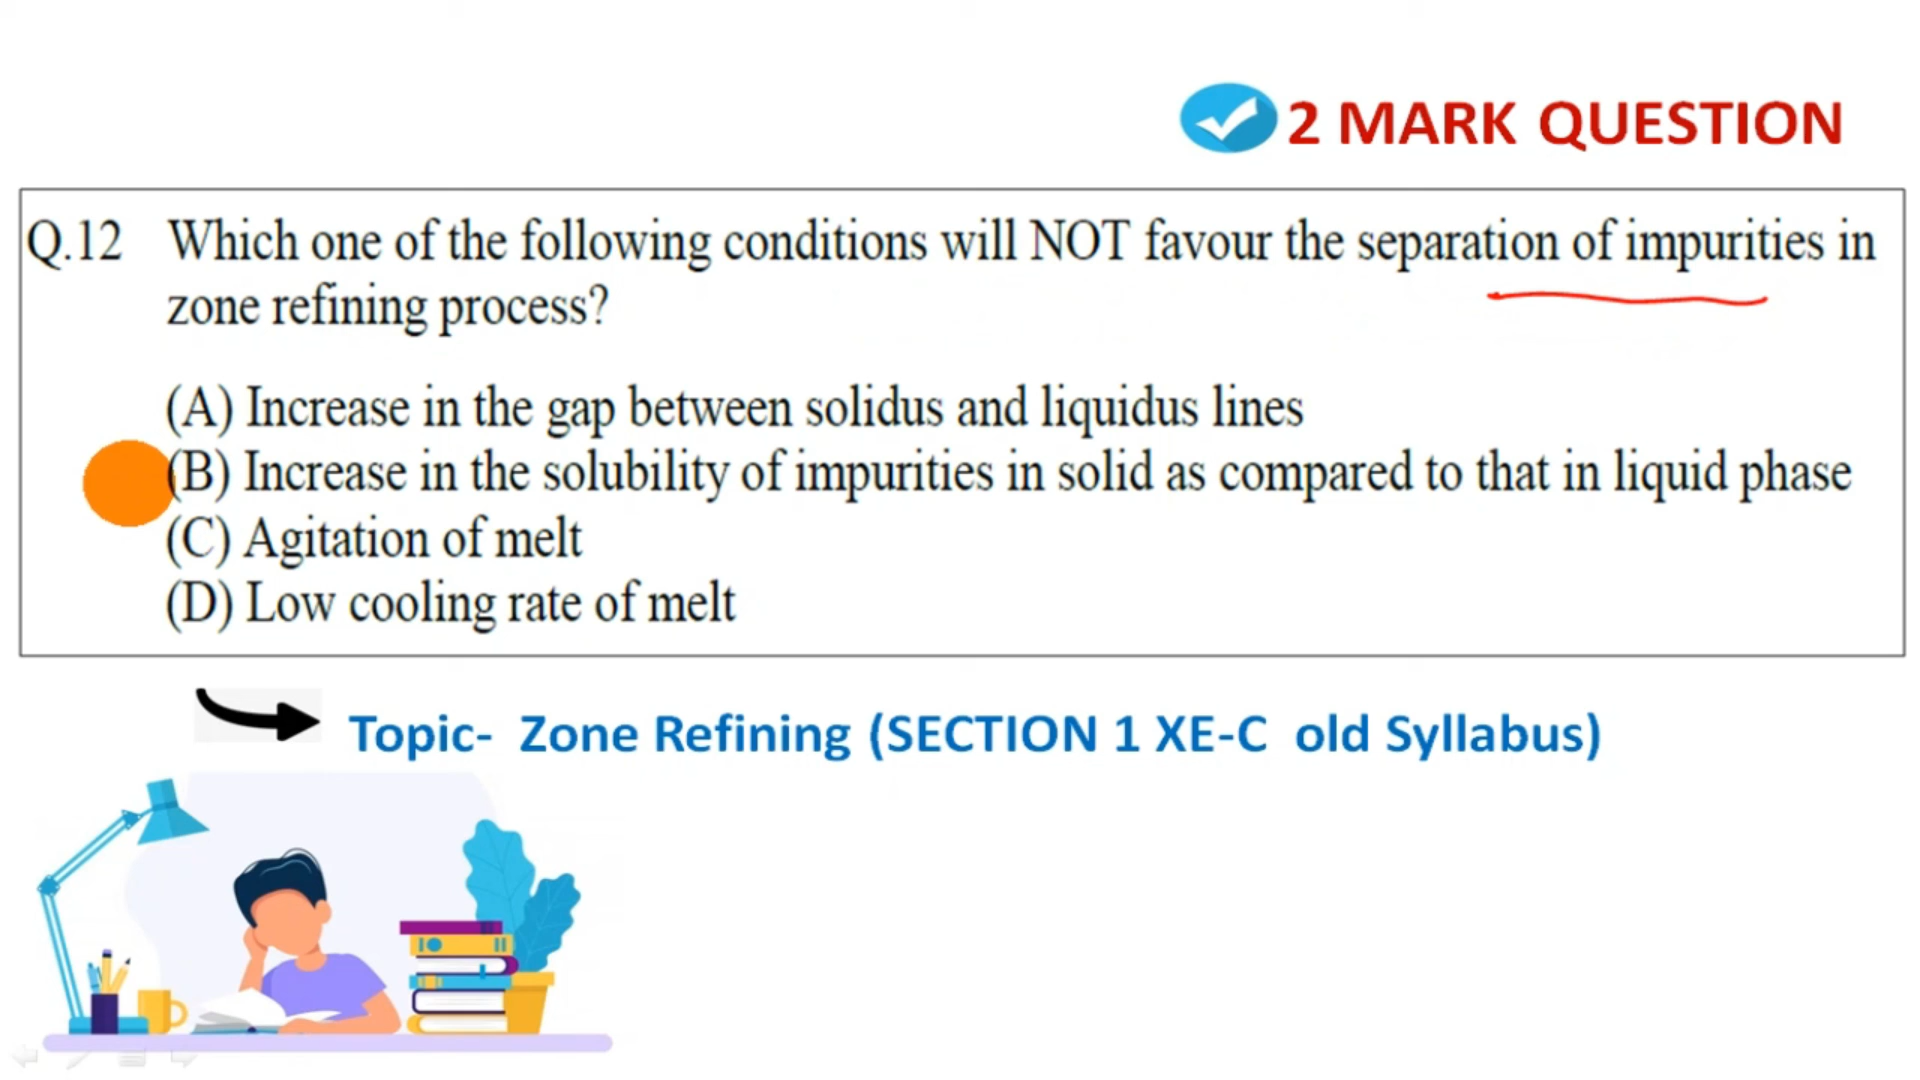 2 MARK QUESTION
Q.12 Which one of the following conditions will NOT favour the separation of impurities in
zone refining process?
(A) Increase in the gap between solidus and liquidus lines
(B) Increase in the solubility of impurities in solid as compared to that in liquid phase
(C) Agitation of melt
(D) Low cooling rate of melt
Topic- Zone Refining (SECTION 1 XE-C old Syllabus)